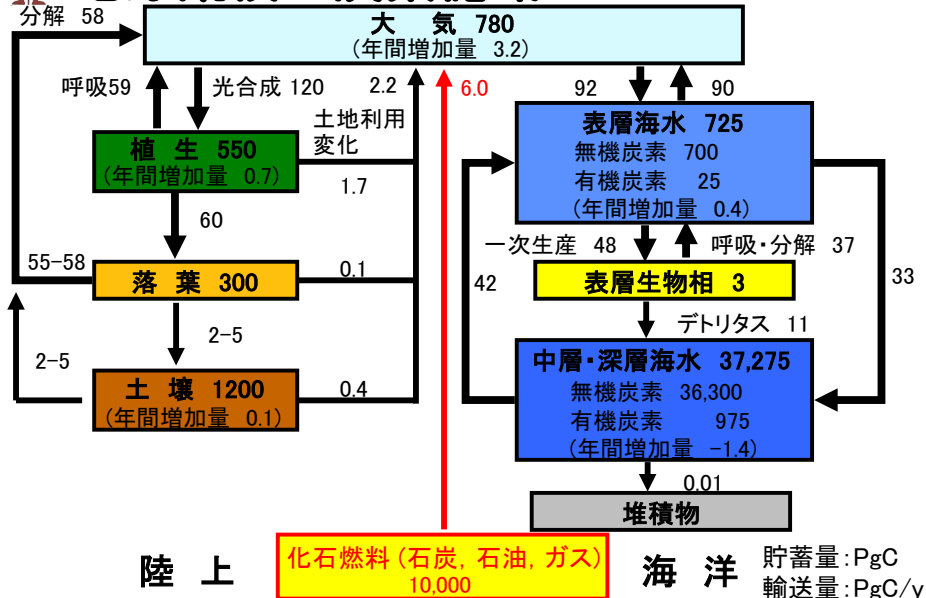 分解 58
大 気 780
(年間増加量 3.2)
呼吸59
光合成 120
2.2
6.0
92
90
土地利用
変化
植 生 550
(年間増加量 0.7)
1.7
表層海水 725
無機炭素 700
有機炭素 25
(年間増加量 0.4)
60
一次生産 48
呼吸・分解 37
55-58
落 葉 300
0.1
表層生物相 3
42
33
2-5
2-5
デトリタス 11
土 壌 1200
(年間増加量 0.1)
0.4
中層・深層海水 37,275
無機炭素 36,300
有機炭素 975
(年間増加量 -1.4)
0.01
堆積物
陸 上
化石燃料(石炭, 石油, ガス)
10,000
海 洋
貯蓄量:PgC
輸送量:PgC/y